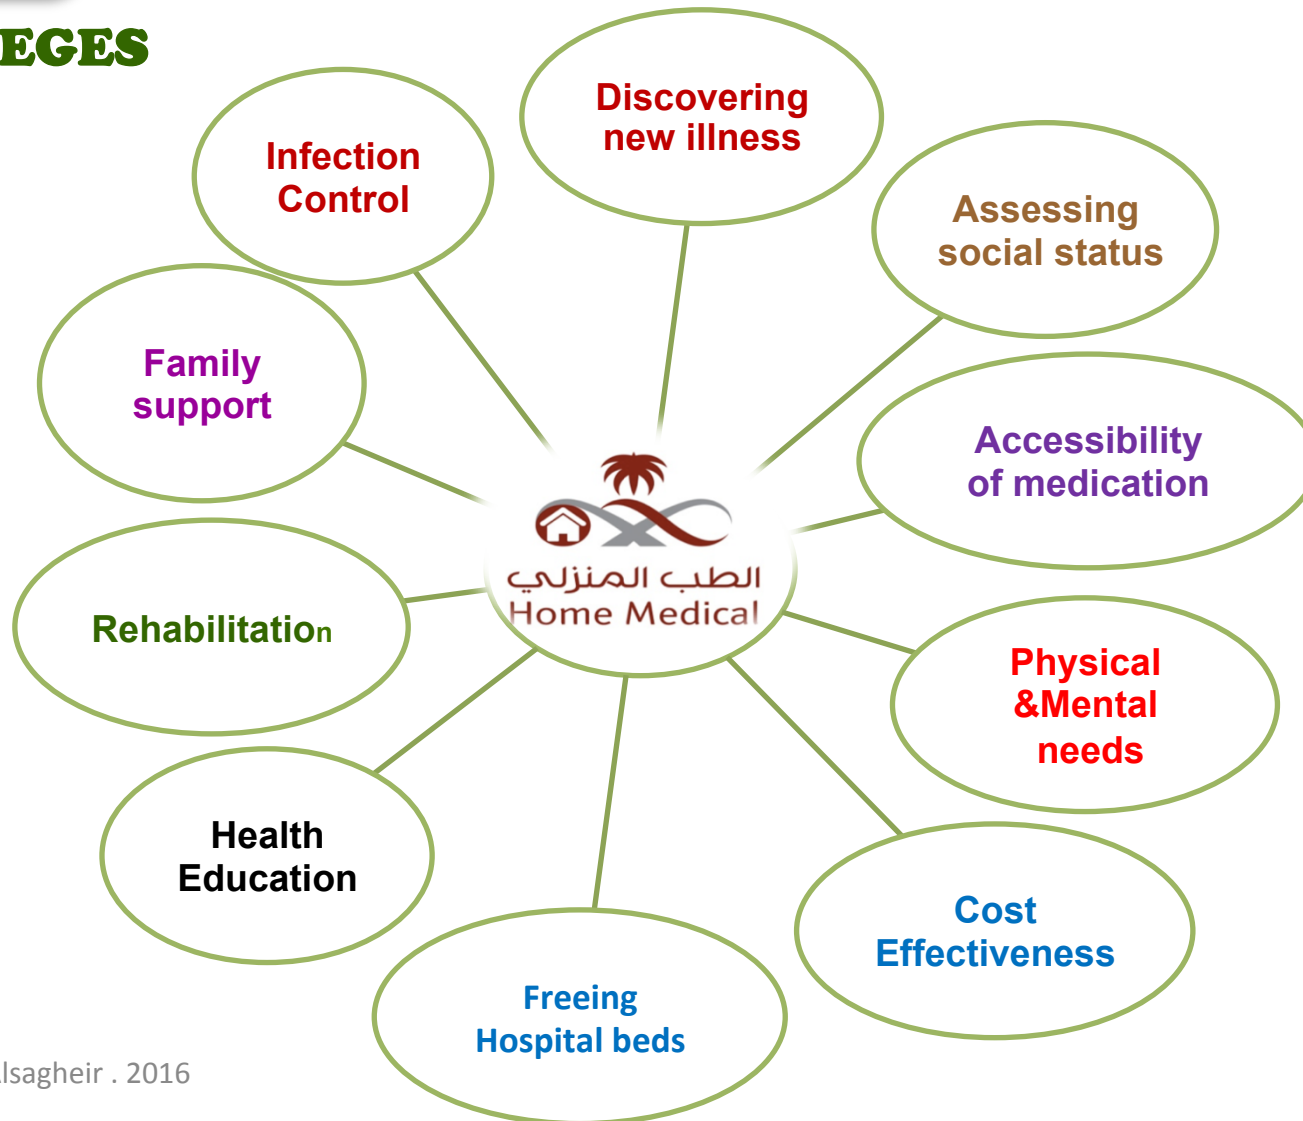 EGES
Discovering
new illness
Infection
Control
Assessing
social status
Family
support
Accessibility
of medication
الطب المنزلي
Home Medical
Rehabilitation
Physical
&Mental
needs
Health
Education
Cost
Effectiveness
Freeing
Hospital beds
lsagheir . 2016